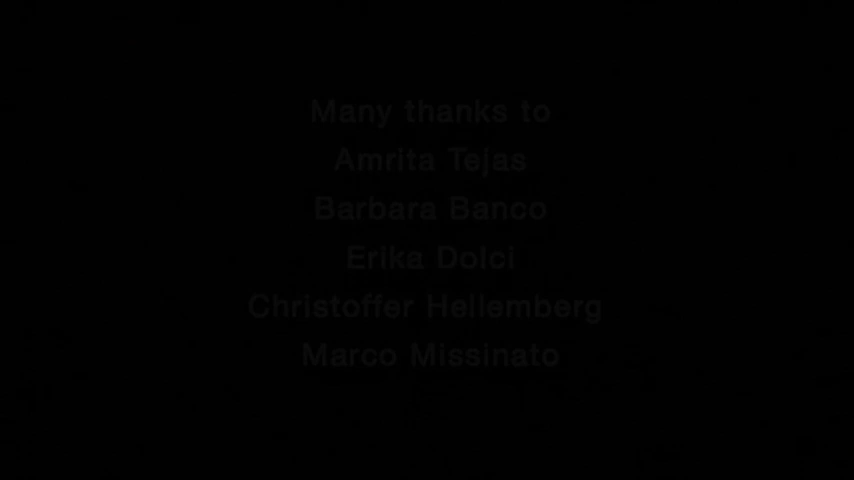 Many thanks to
Amrita Tejas
Barbara Banco
Erika Dolci
Christoffer Hellemberg
Marco Missinato